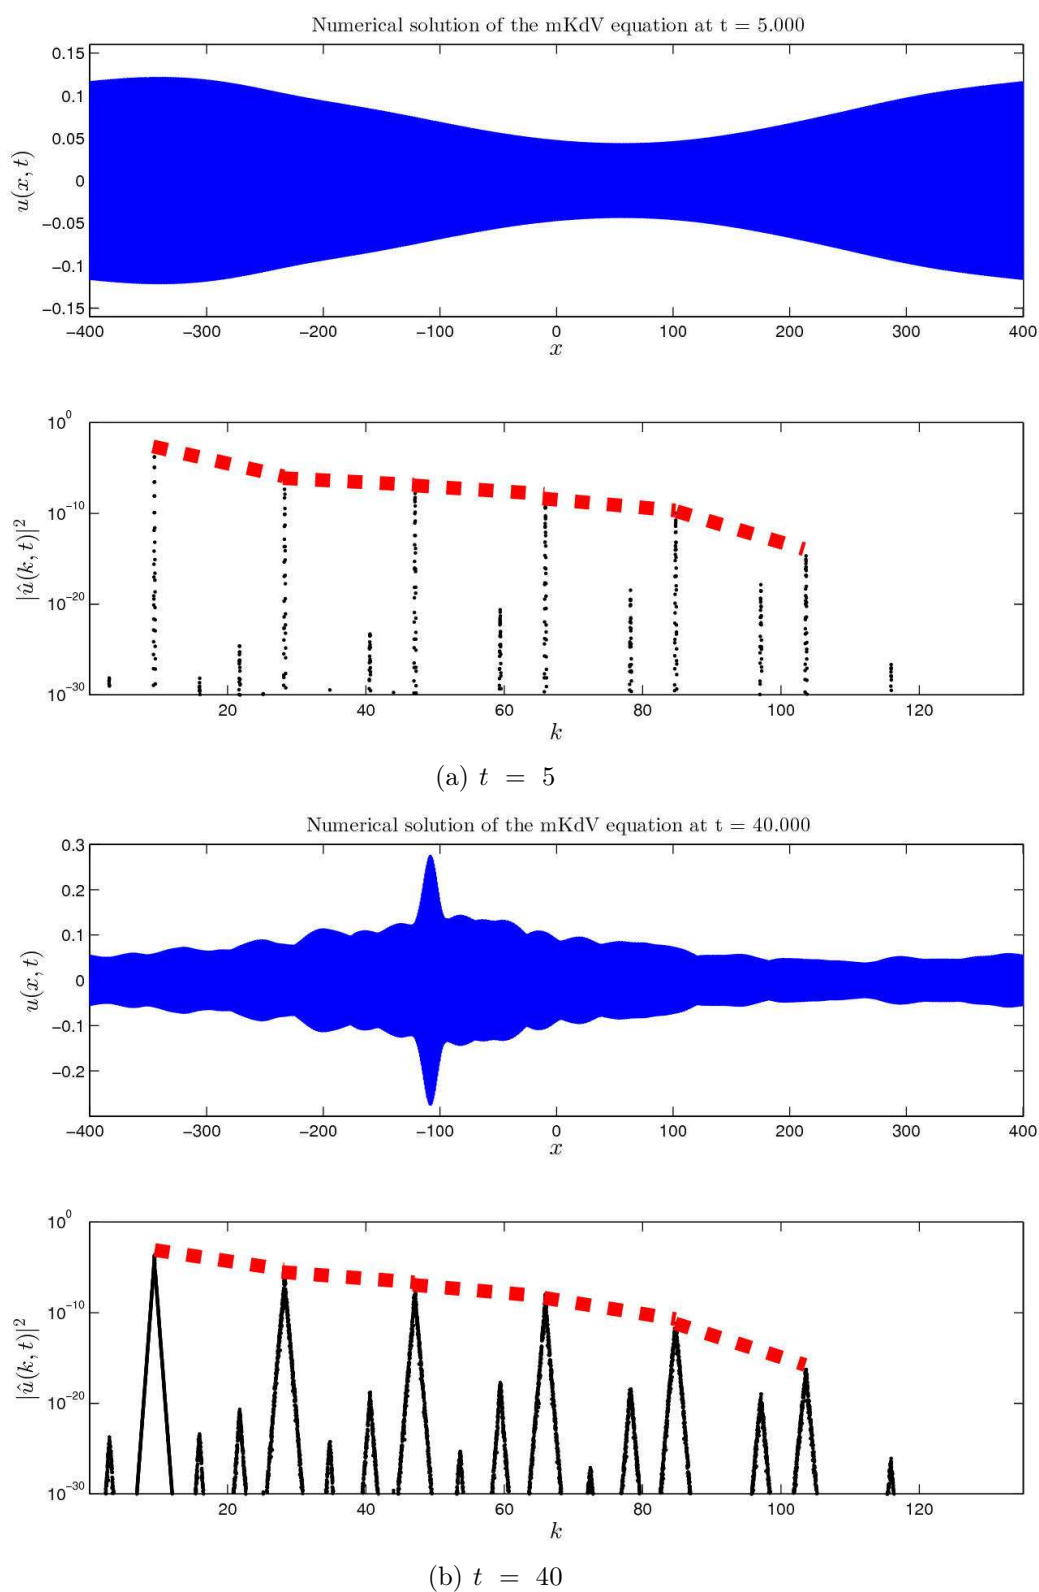 Numerical solution of the mKdV equation at t = 5.000
0.15
0.1
0.05
0
−0.05
−0.1
−0.15
u(x, t)
−400 −300 −200 −100 0 100 200 300 400
x
10^0
10^−10
10^−20
10^−30
|û(k, t)|^2
20 40 60 80 100 120
k
(a) t = 5
Numerical solution of the mKdV equation at t = 40.000
0.3
0.2
0.1
0
−0.1
−0.2
u(x, t)
−400 −300 −200 −100 0 100 200 300 400
x
10^0
10^−10
10^−20
10^−30
|û(k, t)|^2
20 40 60 80 100 120
k
(b) t = 40